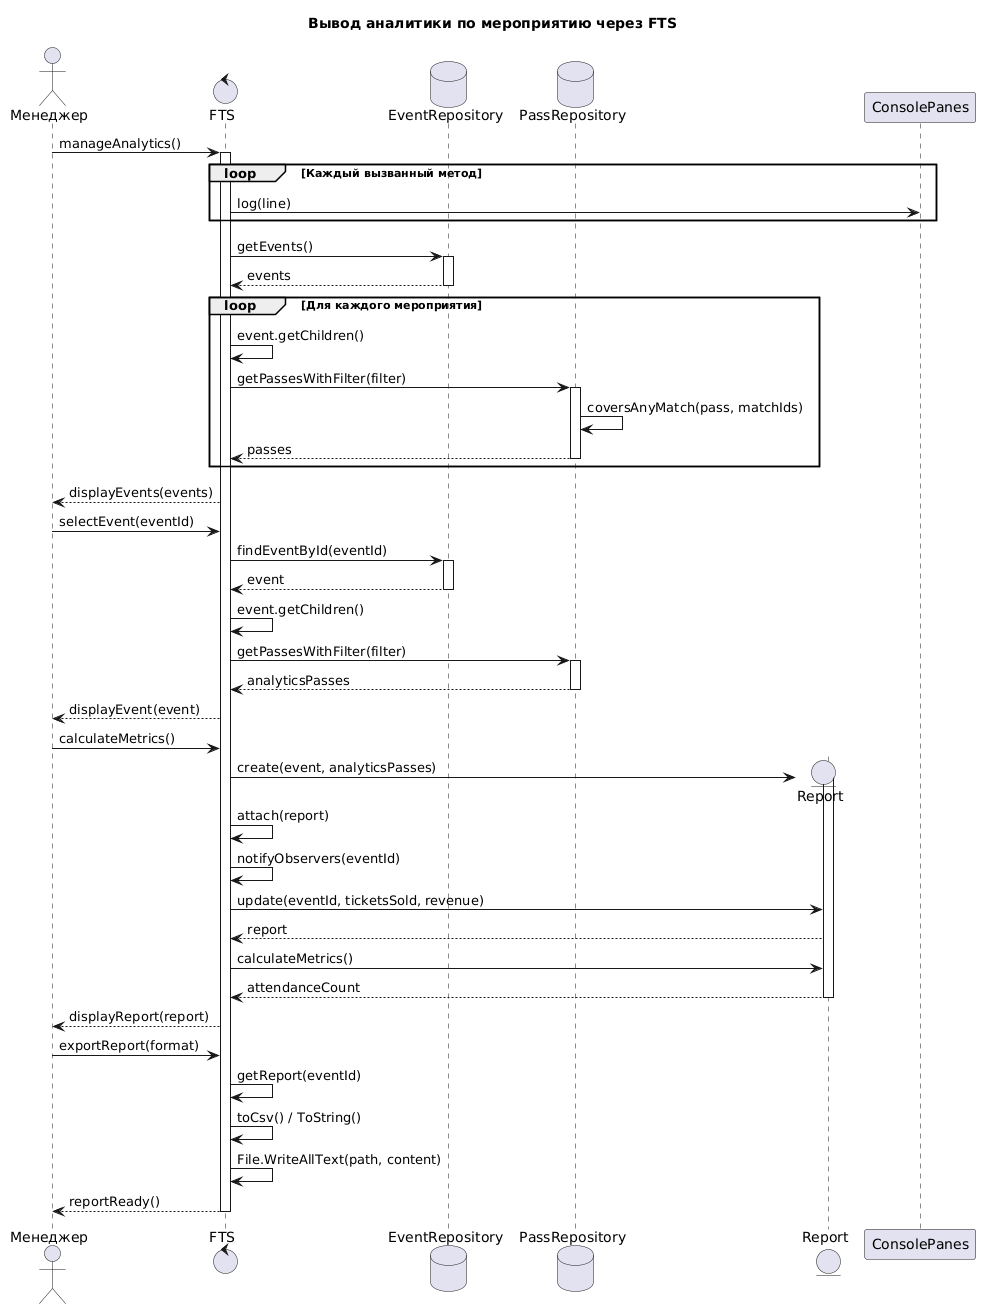 Вывод аналитики по мероприятию через FTS
Менеджер
FTS
EventRepository
PassRepository
ConsolePanes
manageAnalytics()
loop
[Каждый вызванный метод]
log(line)
getEvents()
events
loop
[Для каждого мероприятия]
event.getChildren()
getPassesWithFilter(filter)
coversAnyMatch(pass, matchIds)
passes
displayEvents(events)
selectEvent(eventId)
findEventById(eventId)
event
event.getChildren()
getPassesWithFilter(filter)
analyticsPasses
displayEvent(event)
calculateMetrics()
create(event, analyticsPasses)
Report
attach(report)
notifyObservers(eventId)
update(eventId, ticketsSold, revenue)
report
calculateMetrics()
attendanceCount
displayReport(report)
exportReport(format)
getReport(eventId)
toCsv() / ToString()
File.WriteAllText(path, content)
reportReady()
Менеджер
FTS
EventRepository
PassRepository
Report
ConsolePanes